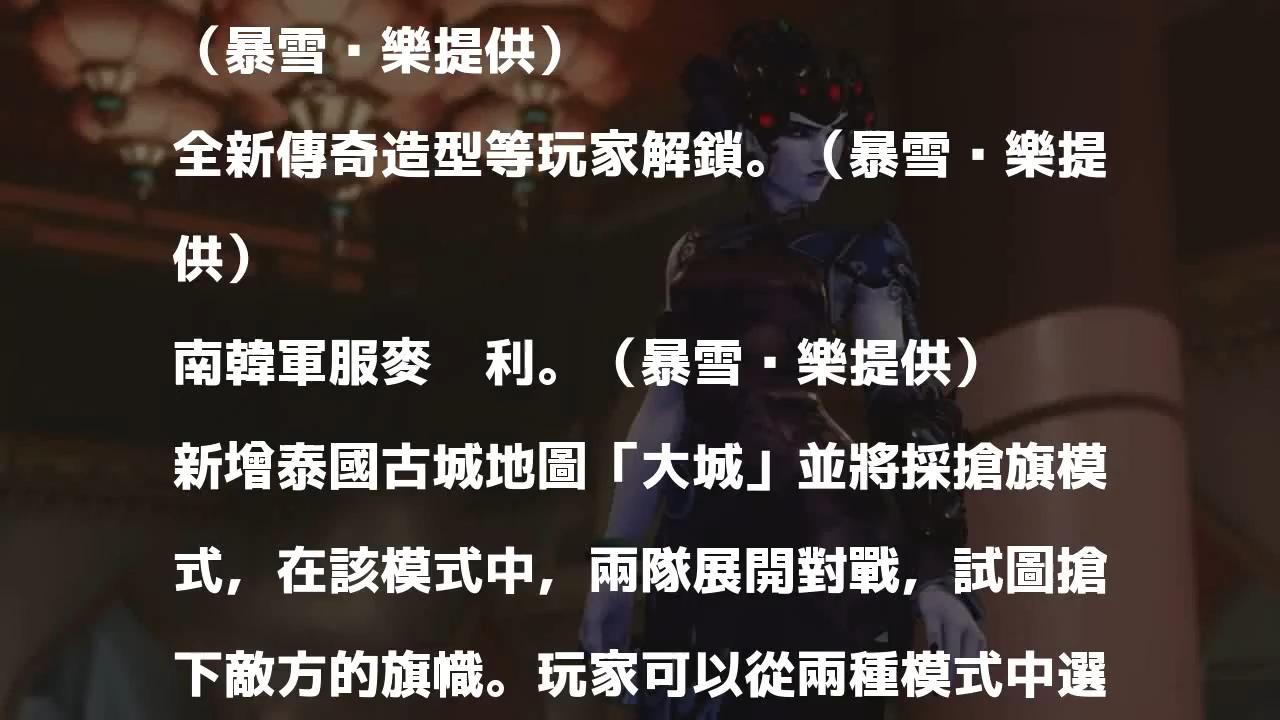 （暴雪·樂提供）
全新傳奇造型等玩家解鎖。（暴雪·樂提
供）
南韓軍服麥　利。（暴雪·樂提供）
新增泰國古城地圖「大城」並將採搶旗模
式，在該模式中，兩隊展開對戰，試圖搶
下敵方的旗幟。玩家可以從兩種模式中選